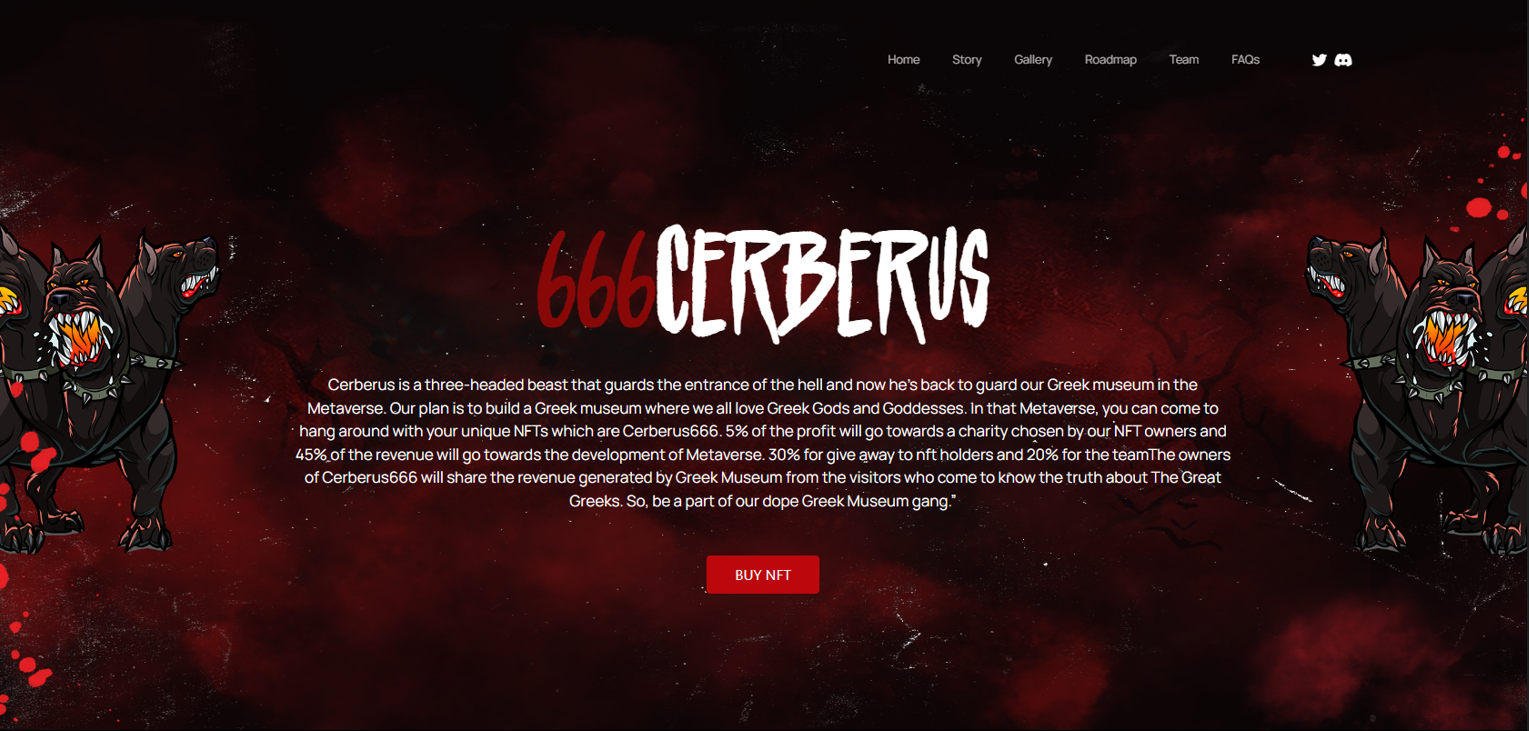 Home Story Gallery Roadmap Team FAQs
666CERBERUS
Cerberus is a three-headed beast that guards the entrance of the hell and now he's back to guard our Greek museum in the
Metaverse. Our plan is to build a Greek museum where we all love Greek Gods and Goddesses. In that Metaverse, you can come to
hang around with your unique NFTs which are Cerberus666. 5% of the profit will go towards a charity chosen by our NFT owners and
45% of the revenue will go towards the development of Metaverse. 30% for give away to nft holders and 20% for the teamThe owners
of Cerberus666 will share the revenue generated by Greek Museum from the visitors who come to know the truth about The Great
Greeks. So, be a part of our dope Greek Museum gang.”
BUY NFT